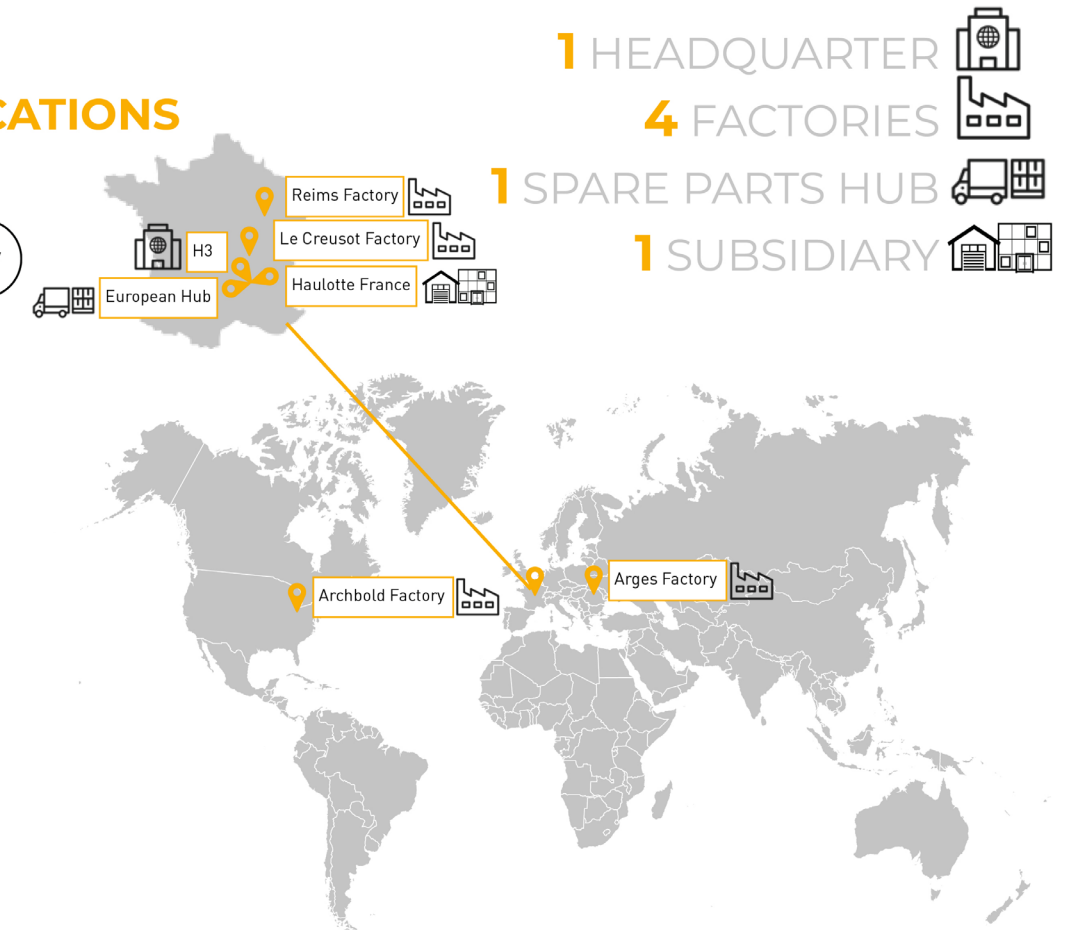 1 HEADQUARTER
4 FACTORIES
CATIONS
1 SPARE PARTS HUB
1 SUBSIDIARY
Reims Factory
Le Creusot Factory
H3
Haulotte France
European Hub
Archbold Factory
Arges Factory